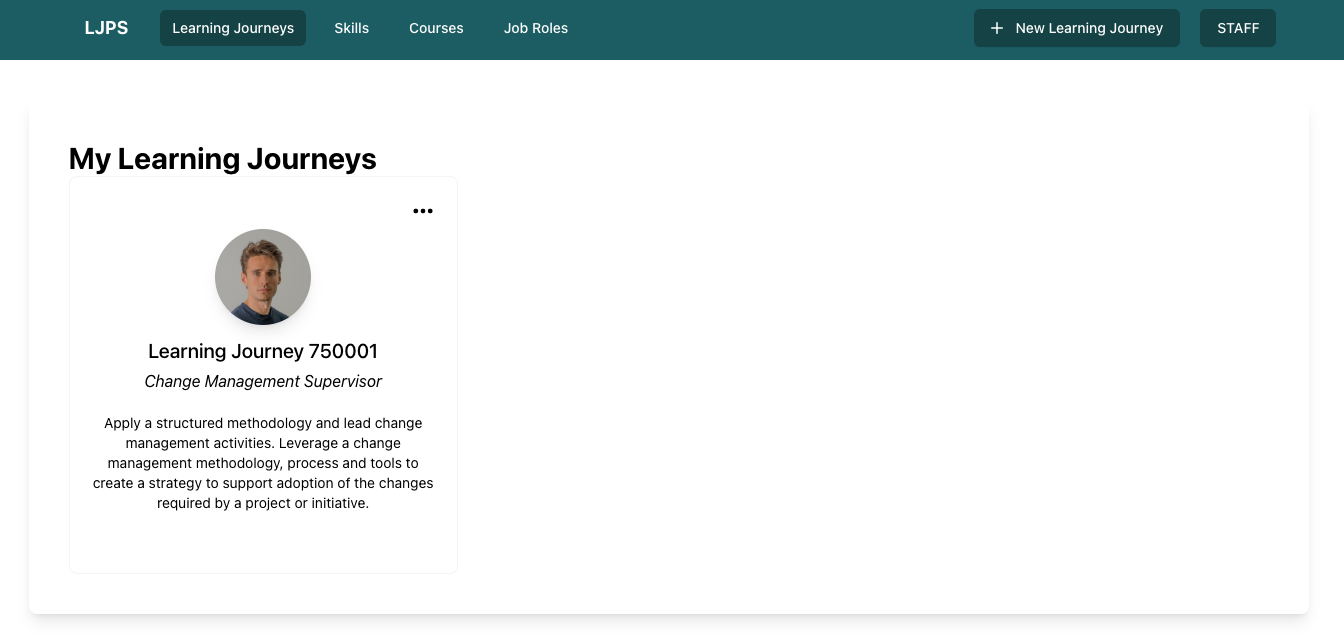 LJPS
Learning Journeys
Skills
Courses
Job Roles
+ New Learning Journey
STAFF
My Learning Journeys
Learning Journey 750001
Change Management Supervisor
Apply a structured methodology and lead change
management activities. Leverage a change
management methodology, process and tools to
create a strategy to support adoption of the changes
required by a project or initiative.